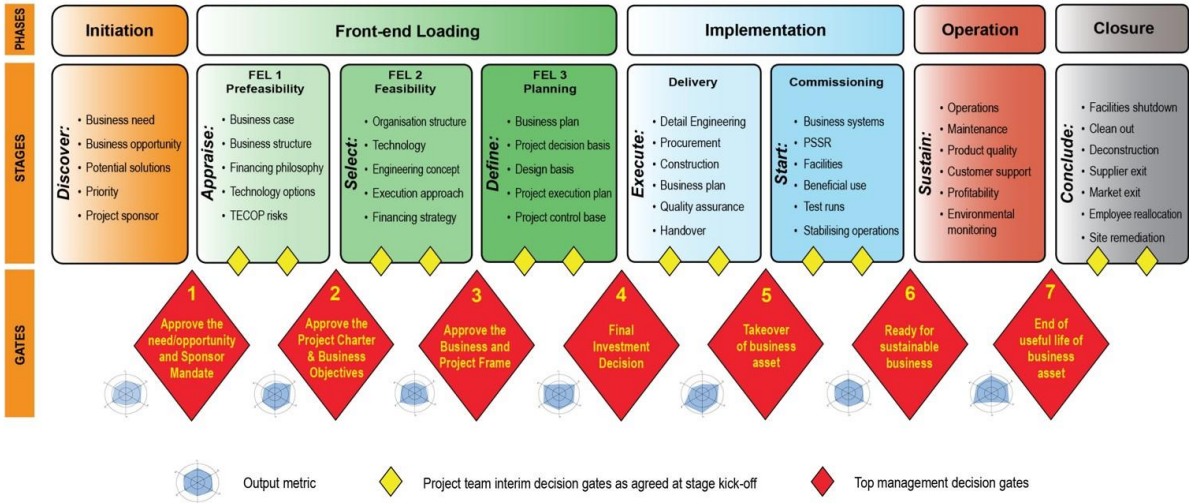 PHASES
Initiation
Front-end Loading
Implementation
Operation
Closure
STAGES
Discover:
• Business need
• Business opportunity
• Potential solutions
• Priority
• Project sponsor
FEL 1
Prefeasibility
Appraise:
• Business case
• Business structure
• Financing philosophy
• Technology options
• TECOP risks
FEL 2
Feasibility
Select:
• Organisation structure
• Technology
• Engineering concept
• Execution approach
• Financing strategy
FEL 3
Planning
Define:
• Business plan
• Project decision basis
• Design basis
• Project execution plan
• Project control base
Delivery
Execute:
• Detail Engineering
• Procurement
• Construction
• Business plan
• Quality assurance
• Handover
Commissioning
Start:
• Business systems
• PSSR
• Facilities
• Beneficial use
• Test runs
• Stabilising operations
Sustain:
• Operations
• Maintenance
• Product quality
• Customer support
• Profitability
• Environmental
monitoring
Conclude:
• Facilities shutdown
• Clean out
• Deconstruction
• Supplier exit
• Market exit
• Employee reallocation
• Site remediation
GATES
1
Approve the
need/opportunity
and Sponsor
Mandate
2
Approve the
Project Charter
& Business
Objectives
3
Approve the
Business and
Project Frame
4
Final
Investment
Decision
5
Takeover
of business
asset
6
Ready for
sustainable
business
7
End of
useful life of
business
asset
Output metric
Project team interim decision gates as agreed at stage kick-off
Top management decision gates